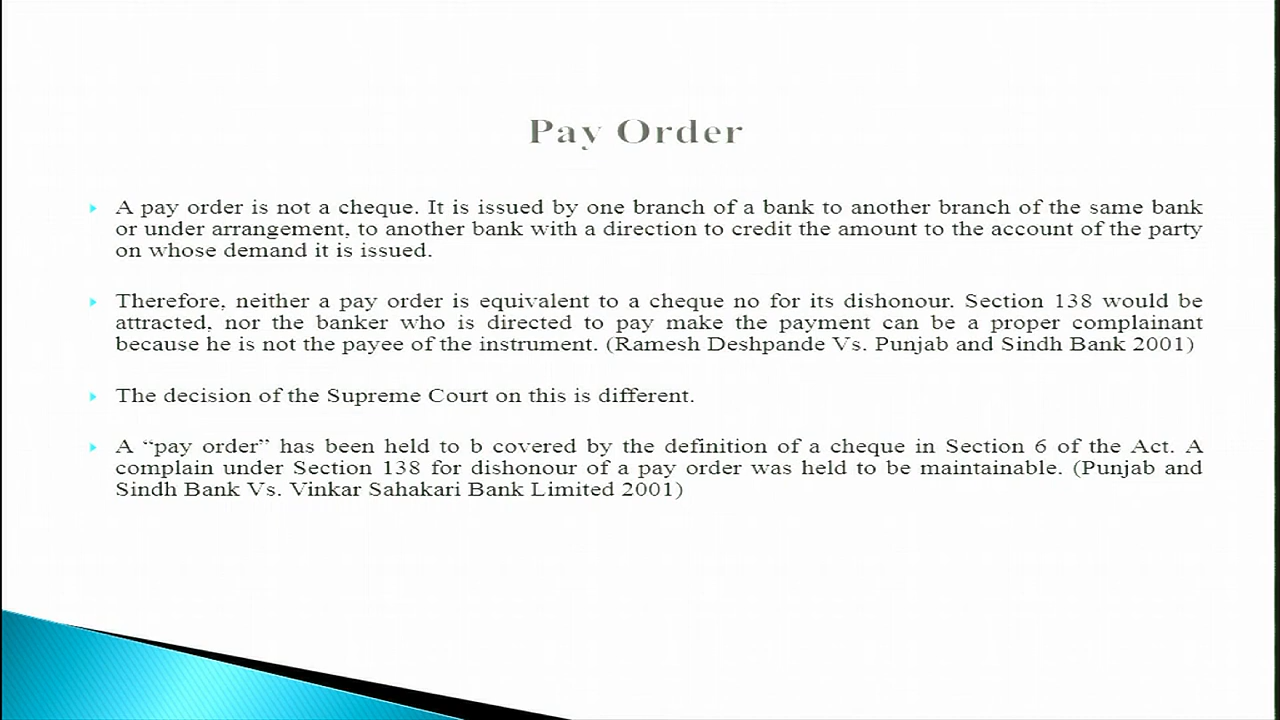 Pay Order
A pay order is not a cheque. It is issued by one branch of a bank to another branch of the same bank
or under arrangement, to another bank with a direction to credit the amount to the account of the party
on whose demand it is issued.
Therefore, neither a pay order is equivalent to a cheque no for its dishonour. Section 138 would be
attracted, nor the banker who is directed to pay make the payment can be a proper complainant
because he is not the payee of the instrument. (Ramesh Deshpande Vs. Punjab and Sindh Bank 2001)
The decision of the Supreme Court on this is different.
A “pay order” has been held to b covered by the definition of a cheque in Section 6 of the Act. A
complain under Section 138 for dishonour of a pay order was held to be maintainable. (Punjab and
Sindh Bank Vs. Vinkar Sahakari Bank Limited 2001)